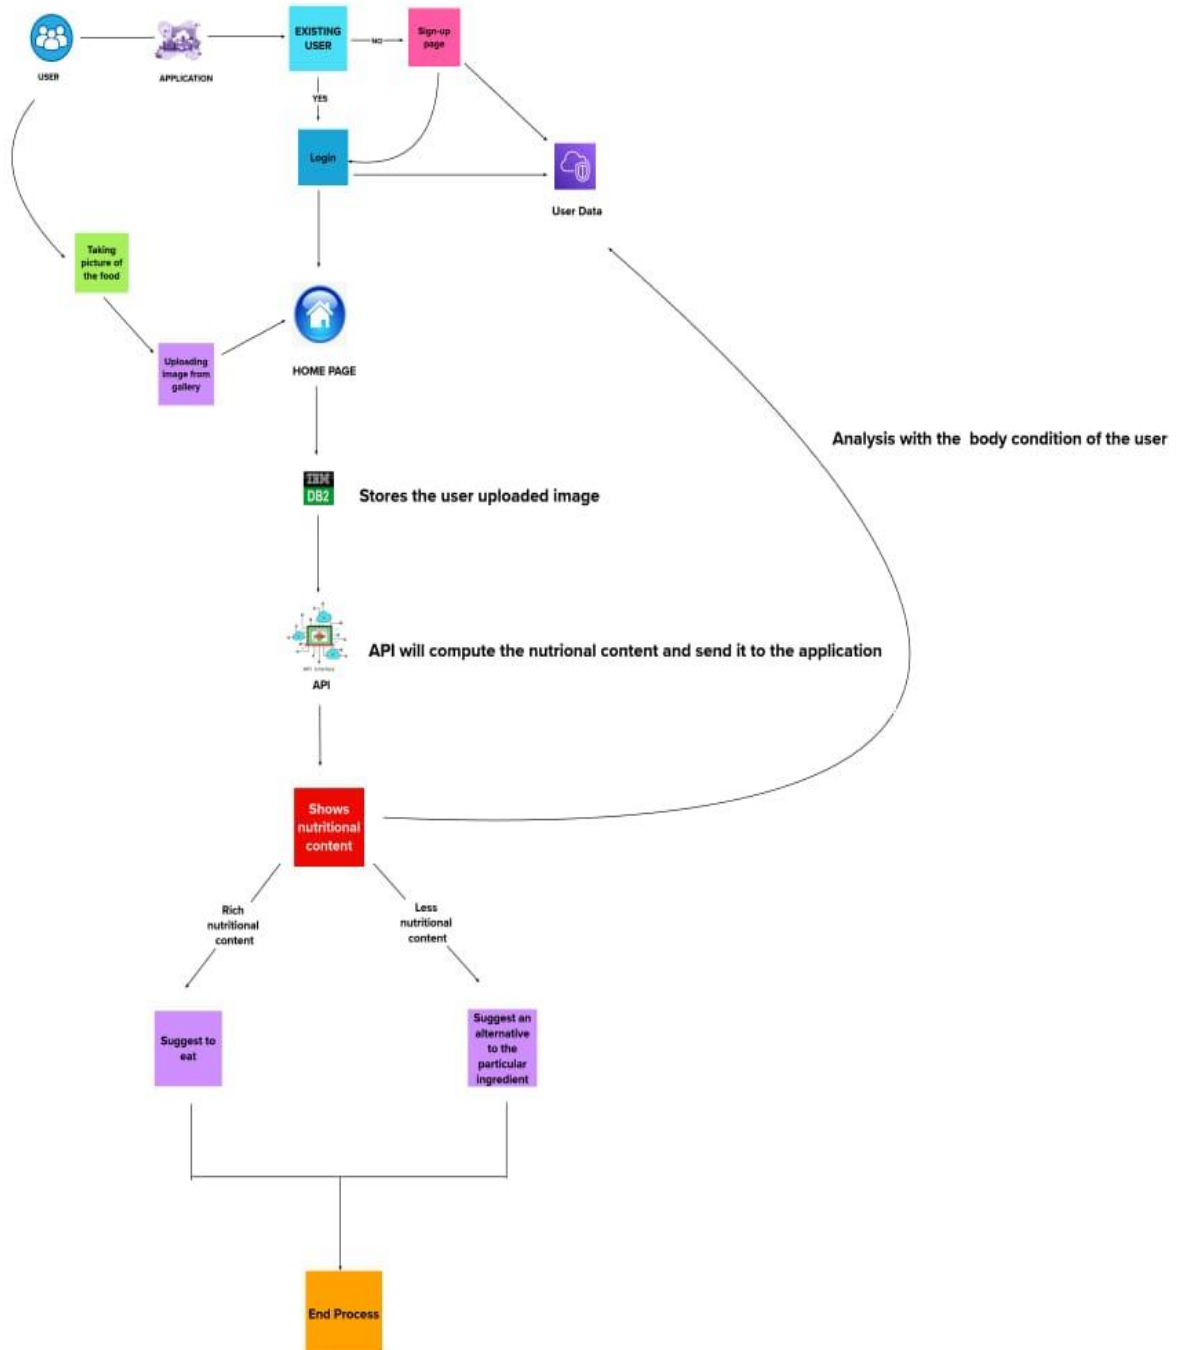 EXISTING
USER
NO
Sign-up
page
USER
APPLICATION
YES
Login
User Data
Taking
picture of
the food
Uploading
image from
gallery
HOME PAGE
Analysis with the body condition of the user
IBM
DB2
Stores the user uploaded image
API will compute the nutrional content and send it to the application
API Interface
API
Shows
nutritional
content
Rich
nutritional
content
Less
nutritional
content
Suggest to
eat
Suggest an
alternative
to the
particular
ingredient
End Process